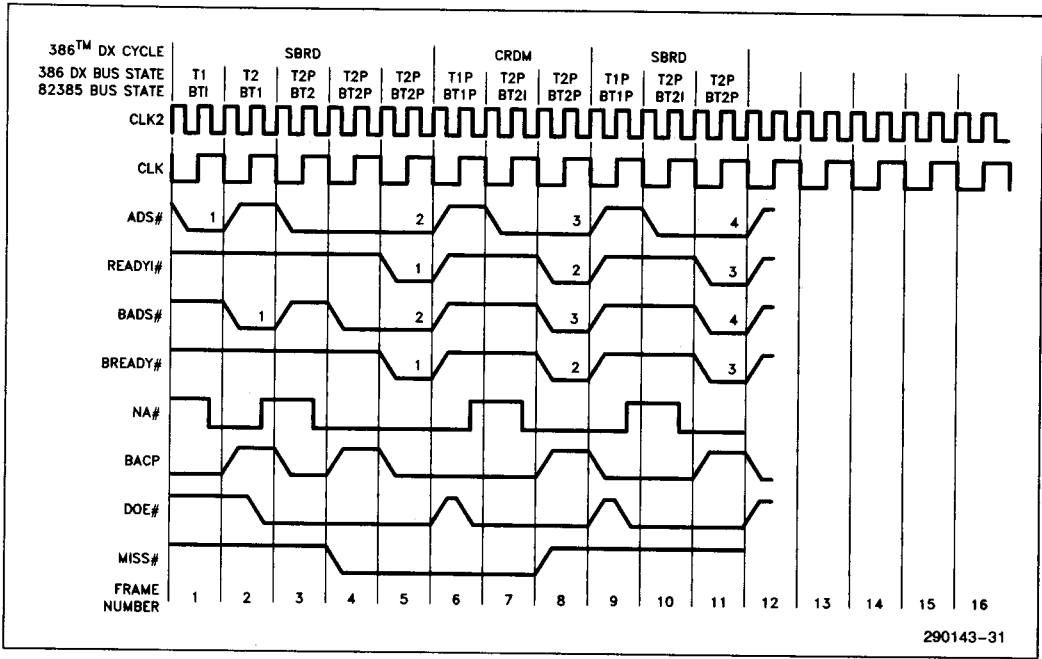 386™ DX CYCLE SBRD CRDM SBRD
386 DX BUS STATE T1 T2 T2P T2P T2P T1P T2P T2P T1P T2P T2P
82385 BUS STATE BTI BT1 BT2 BT2P BT2P BT1P BT2I BT2P BT1P BT2I BT2P
CLK2
CLK
ADS# 1 2 3 4
READYI# 1 2 3
BADS# 1 2 3 4
BREADY# 1 2 3
NA#
BACP
DOE#
MISS#
FRAME
NUMBER 1 2 3 4 5 6 7 8 9 10 11 12 13 14 15 16
290143-31